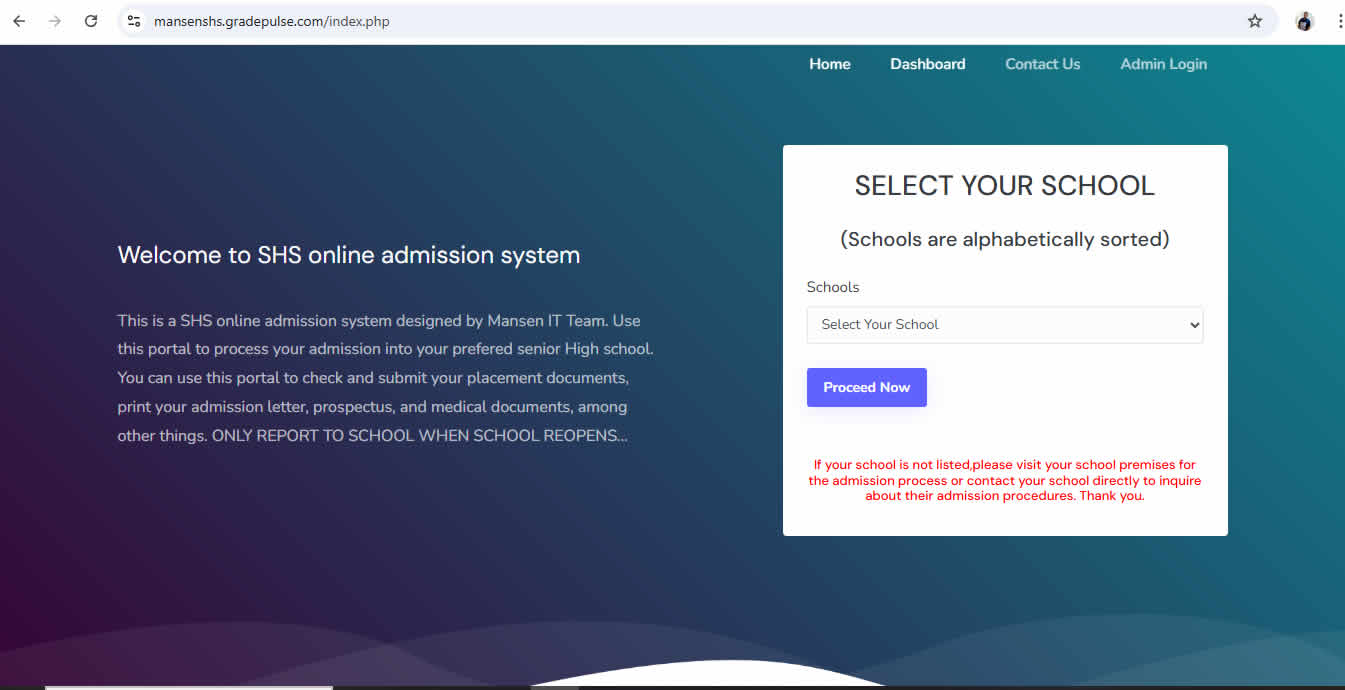 mansenshs.gradepulse.com/index.php
Home Dashboard Contact Us Admin Login
Welcome to SHS online admission system
This is a SHS online admission system designed by Mansen IT Team. Use
this portal to process your admission into your prefered senior High school.
You can use this portal to check and submit your placement documents,
print your admission letter, prospectus, and medical documents, among
other things. ONLY REPORT TO SCHOOL WHEN SCHOOL REOPENS...
SELECT YOUR SCHOOL
(Schools are alphabetically sorted)
Schools
Select Your School
Proceed Now
If your school is not listed,please visit your school premises for
the admission process or contact your school directly to inquire
about their admission procedures. Thank you.